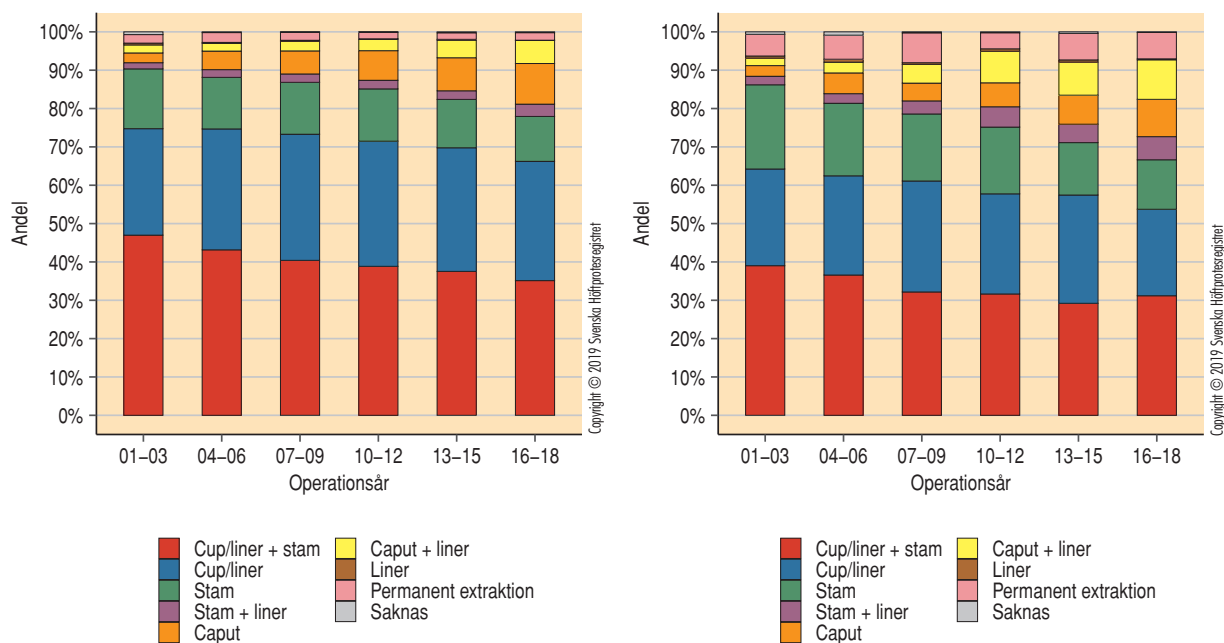 100%
90%
80%
70%
60%
50%
40%
30%
20%
10%
0%
Andel
01–03 04–06 07–09 10–12 13–15 16–18
Operationsår
Copyright © 2019 Svenska Höftprotesregistret
Cup/liner + stam
Cup/liner
Stam
Stam + liner
Caput
Caput + liner
Liner
Permanent extraktion
Saknas
100%
90%
80%
70%
60%
50%
40%
30%
20%
10%
0%
Andel
01–03 04–06 07–09 10–12 13–15 16–18
Operationsår
Copyright © 2019 Svenska Höftprotesregistret
Cup/liner + stam
Cup/liner
Stam
Stam + liner
Caput
Caput + liner
Liner
Permanent extraktion
Saknas